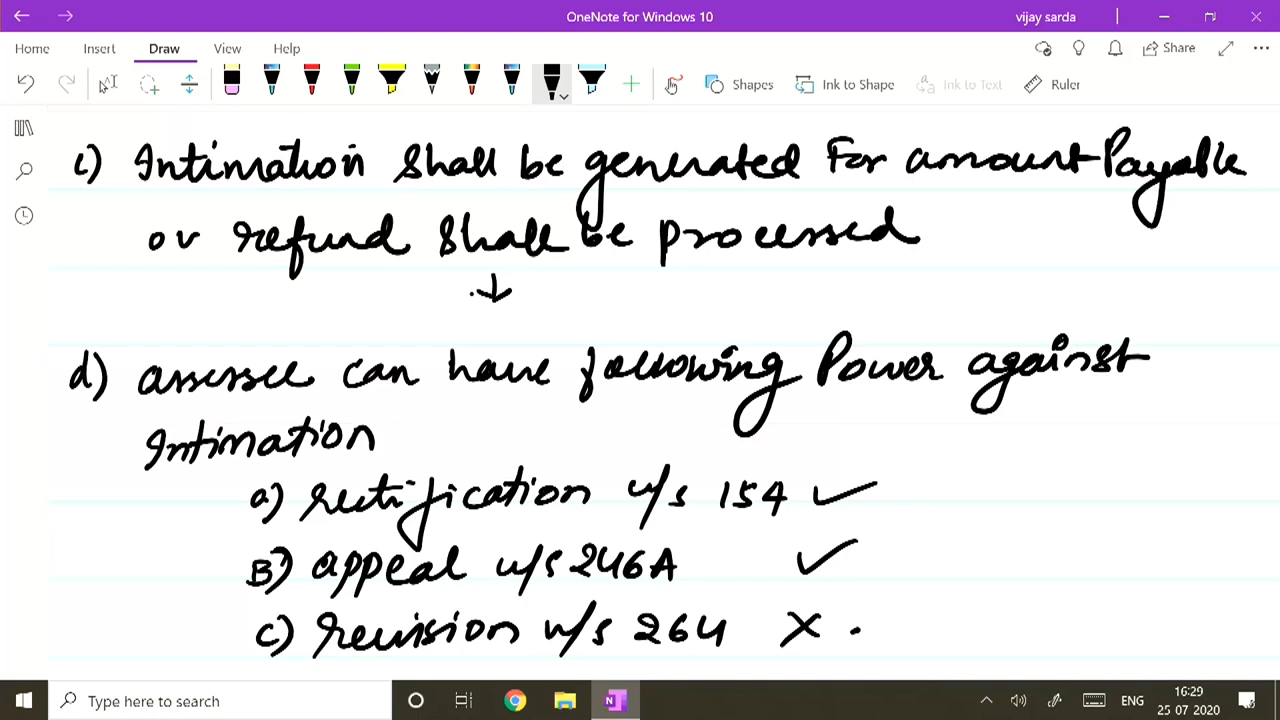 OneNote for Windows 10
vijay sarda
Home Insert Draw View Help
Share
Shapes Ink to Shape Ink to Text Ruler
c) Intimation shall be generated For amount Payable
or refund shall be processed
d) assessee can have following Power against
Intimation
a) rectification u/s 154 ✓
B) appeal u/s 246A ✓
c) revision u/s 264 X
Type here to search
ENG
16:29
25-07-2020